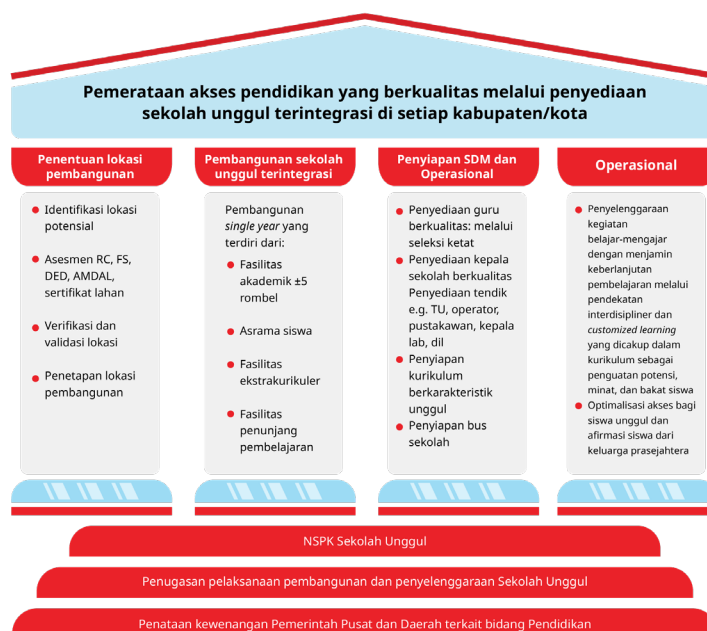 Pemerataan akses pendidikan yang berkualitas melalui penyediaan
sekolah unggul terintegrasi di setiap kabupaten/kota
Penentuan lokasi
pembangunan
Identifikasi lokasi
potensial
Asesmen RC, FS,
DED, AMDAL,
sertifikat lahan
Verifikasi dan
validasi lokasi
Penetapan lokasi
pembangunan
Pembangunan sekolah
unggul terintegrasi
Pembangunan
single year yang
terdiri dari:
Fasilitas
akademik ±5
rombel
Asrama siswa
Fasilitas
ekstrakurikuler
Fasilitas
penunjang
pembelajaran
Penyiapan SDM dan
Operasional
Penyediaan guru
berkualitas: melalui
seleksi ketat
Penyediaan kepala
sekolah berkualitas
Penyediaan tendik
e.g. TU, operator,
pustakawan, kepala
lab, dil
Penyiapan
kurikulum
berkarakteristik
unggul
Penyiapan bus
sekolah
Operasional
Penyelenggaraan
kegiatan
belajar-mengajar
dengan menjamin
keberlanjutan
pembelajaran melalui
pendekatan
interdisipliner dan
customized learning
yang dicakup dalam
kurikulum sebagai
penguatan potensi,
minat, dan bakat siswa
Optimalisasi akses bagi
siswa unggul dan
afirmasi siswa dari
keluarga prasejahtera
NSPK Sekolah Unggul
Penugasan pelaksanaan pembangunan dan penyelenggaraan Sekolah Unggul
Penataan kewenangan Pemerintah Pusat dan Daerah terkait bidang Pendidikan